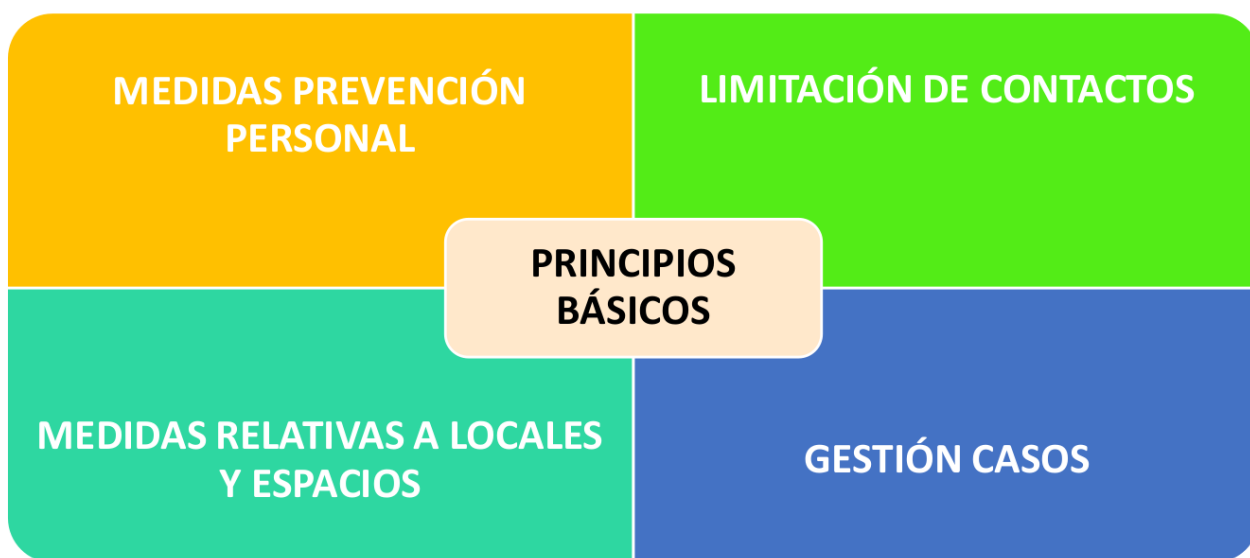 MEDIDAS PREVENCIÓN
PERSONAL
LIMITACIÓN DE CONTACTOS
PRINCIPIOS
BÁSICOS
MEDIDAS RELATIVAS A LOCALES
Y ESPACIOS
GESTIÓN CASOS